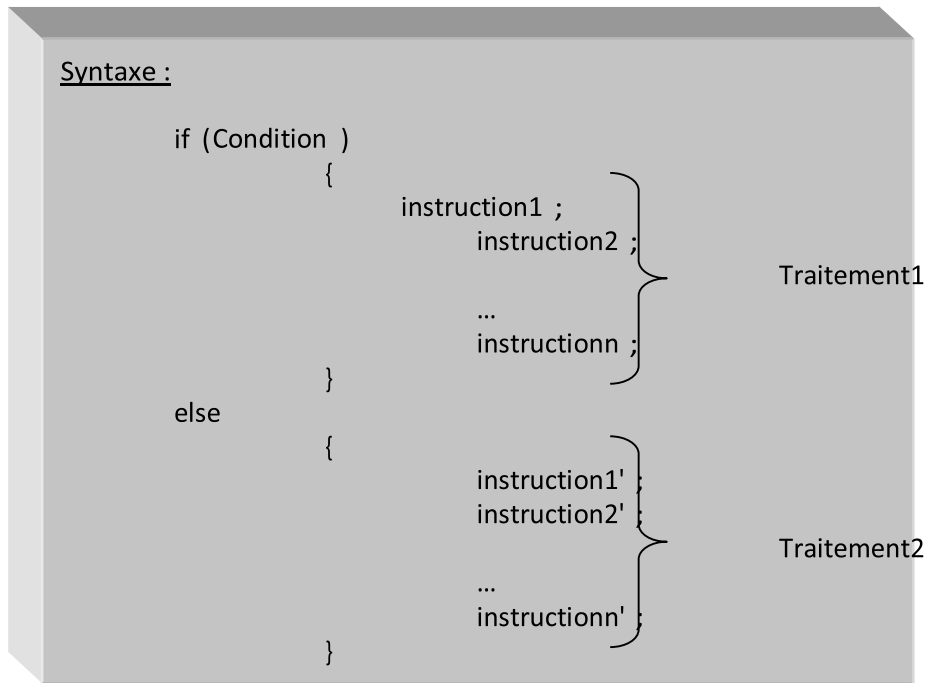 Syntaxe :
if (Condition )
{
instruction1 ;
instruction2 ;
Traitement1
...
instructionn ;
}
else
{
instruction1' ;
instruction2' ;
Traitement2
...
instructionn' ;
}